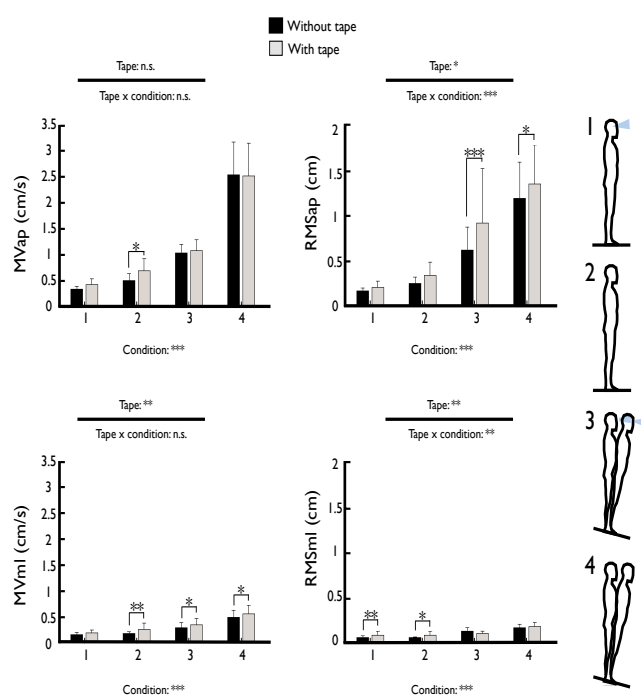 Without tape
With tape
Tape: n.s.
Tape x condition: n.s.
3.5
3
2.5
2
1.5
1
0.5
0
MVap (cm/s)
*
1 2 3 4
Condition: ***
Tape: *
Tape x condition: ***
2
1.5
1
0.5
0
RMSap (cm)
***
*
1 2 3 4
Condition: ***
1
2
3
4
Tape: **
Tape x condition: n.s.
3.5
3
2.5
2
1.5
1
0.5
0
MVml (cm/s)
**
*
*
1 2 3 4
Condition: ***
Tape: **
Tape x condition: **
2
1.5
1
0.5
0
RMSml (cm)
**
*
1 2 3 4
Condition: ***